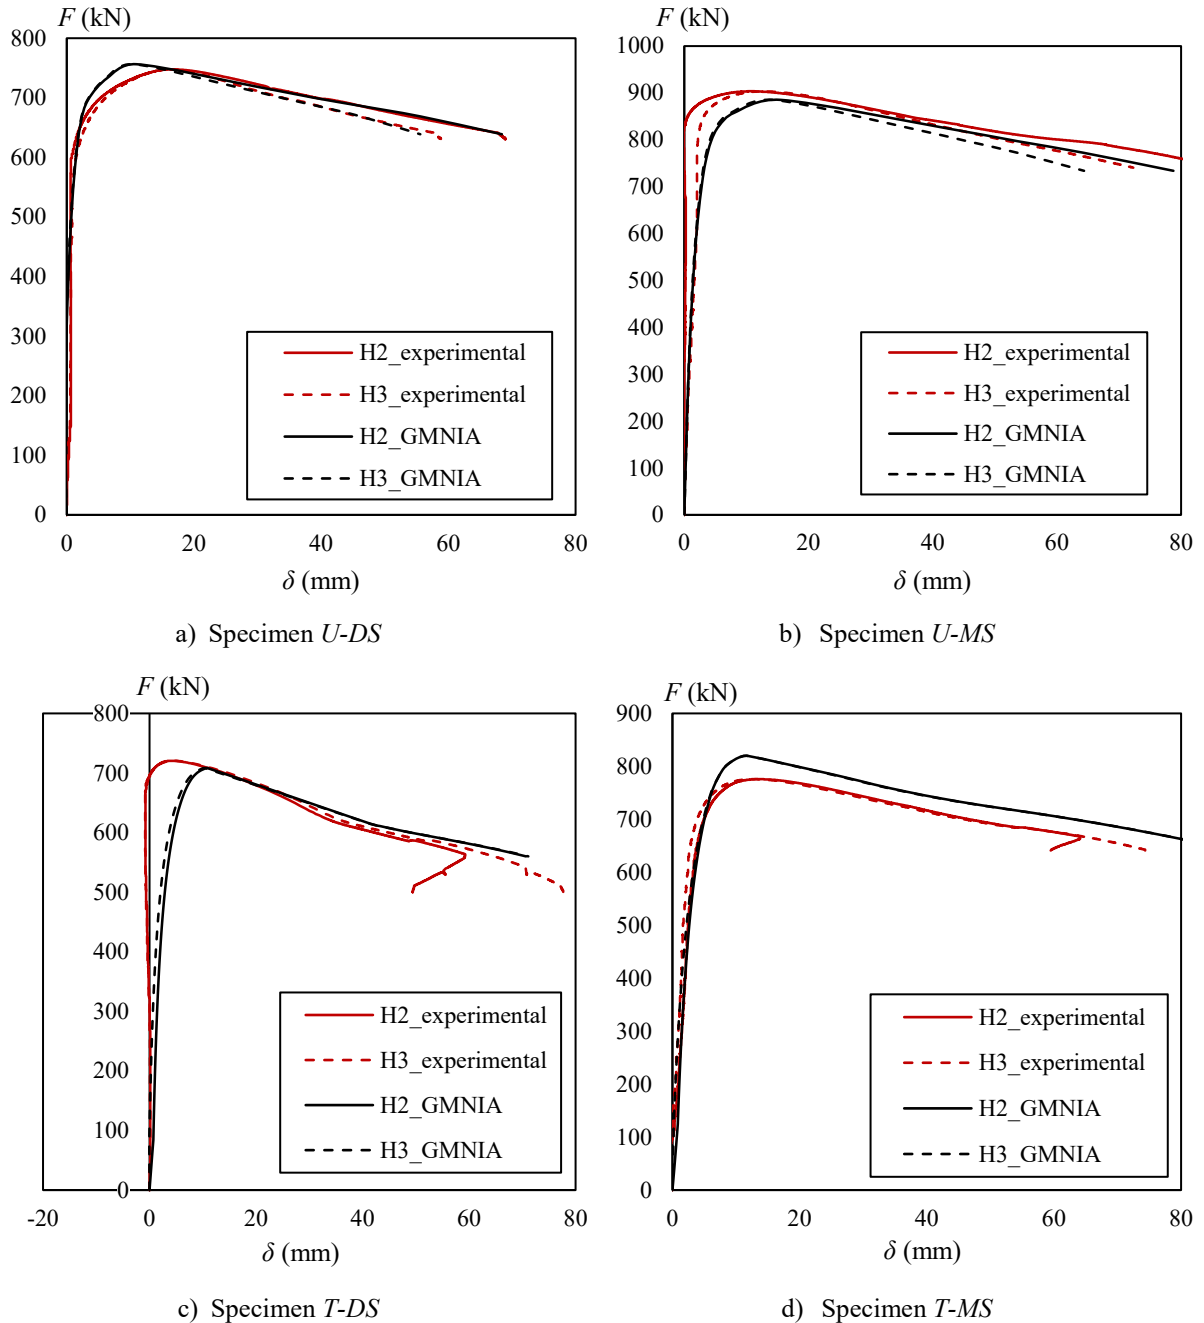 F (kN)
800
700
600
500
400
300
200
100
0
0 20 40 60 80
δ (mm)
H2_experimental
H3_experimental
H2_GMNIA
H3_GMNIA
a) Specimen U-DS
F (kN)
1000
900
800
700
600
500
400
300
200
100
0
0 20 40 60 80
δ (mm)
H2_experimental
H3_experimental
H2_GMNIA
H3_GMNIA
b) Specimen U-MS
F (kN)
800
700
600
500
400
300
200
100
0
-20 0 20 40 60 80
δ (mm)
H2_experimental
H3_experimental
H2_GMNIA
H3_GMNIA
c) Specimen T-DS
F (kN)
900
800
700
600
500
400
300
200
100
0
0 20 40 60 80
δ (mm)
H2_experimental
H3_experimental
H2_GMNIA
H3_GMNIA
d) Specimen T-MS